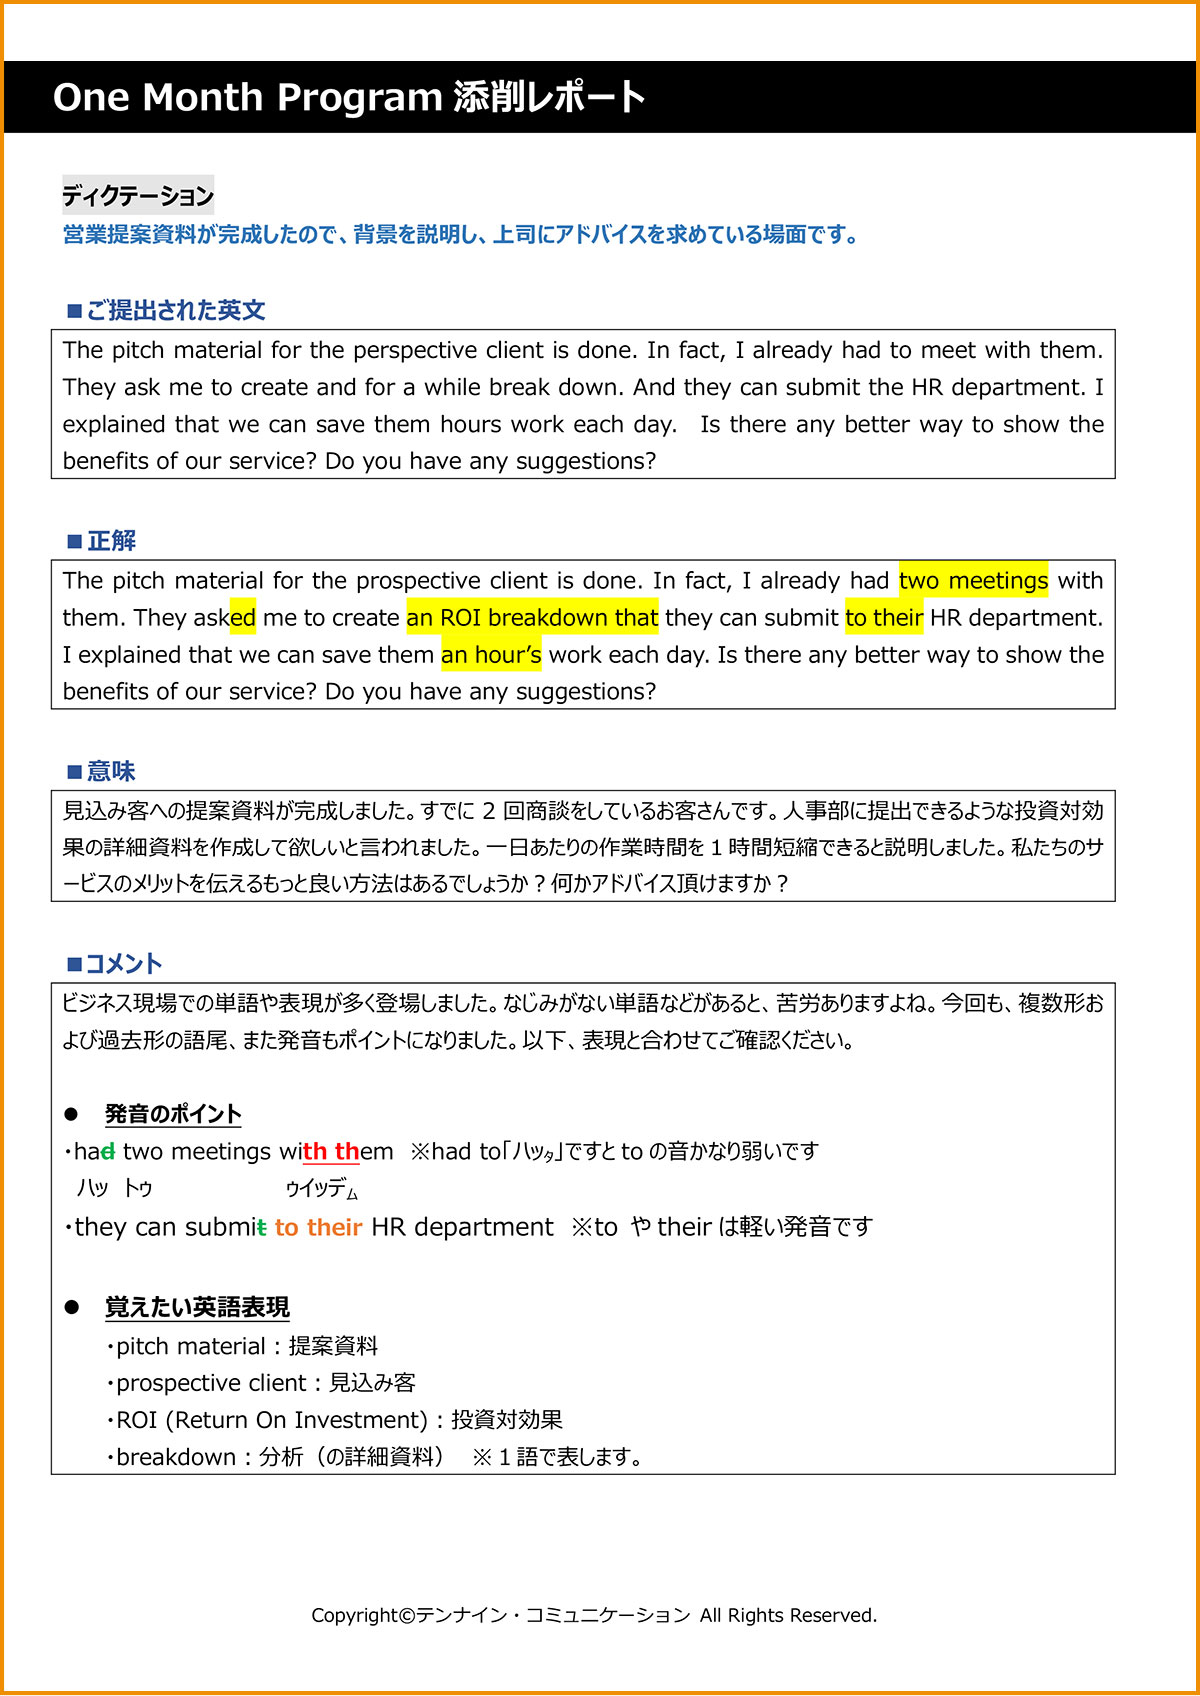 One Month Program 添削レポート
ディクテーション
営業提案資料が完成したので、背景を説明し、上司にアドバイスを求めている場面です。
■ご提出された英文
The pitch material for the perspective client is done. In fact, I already had to meet with them.
They ask me to create and for a while break down. And they can submit the HR department. I
explained that we can save them hours work each day. Is there any better way to show the
benefits of our service? Do you have any suggestions?
■正解
The pitch material for the prospective client is done. In fact, I already had two meetings with
them. They asked me to create an ROI breakdown that they can submit to their HR department.
I explained that we can save them an hour’s work each day. Is there any better way to show the
benefits of our service? Do you have any suggestions?
■意味
見込み客への提案資料が完成しました。すでに 2 回商談をしているお客さんです。人事部に提出できるような投資対効
果の詳細資料を作成して欲しいと言われました。一日あたりの作業時間を 1 時間短縮できると説明しました。私たちのサ
ービスのメリットを伝えるもっと良い方法はあるでしょうか？何かアドバイス頂けますか？
■コメント
ビジネス現場での単語や表現が多く登場しました。なじみがない単語などがあると、苦労ありますよね。今回も、複数形お
よび過去形の語尾、また発音もポイントになりました。以下、表現と合わせてご確認ください。
● 発音のポイント
・had two meetings with them ※had to「ハッタ」ですと to の音かなり弱いです
ハッ トゥ ゥイッデム
・they can submit to their HR department ※to や their は軽い発音です
● 覚えたい英語表現
・pitch material：提案資料
・prospective client：見込み客
・ROI (Return On Investment)：投資対効果
・breakdown：分析（の詳細資料） ※１語で表します。
Copyright©テンナイン・コミュニケーション All Rights Reserved.